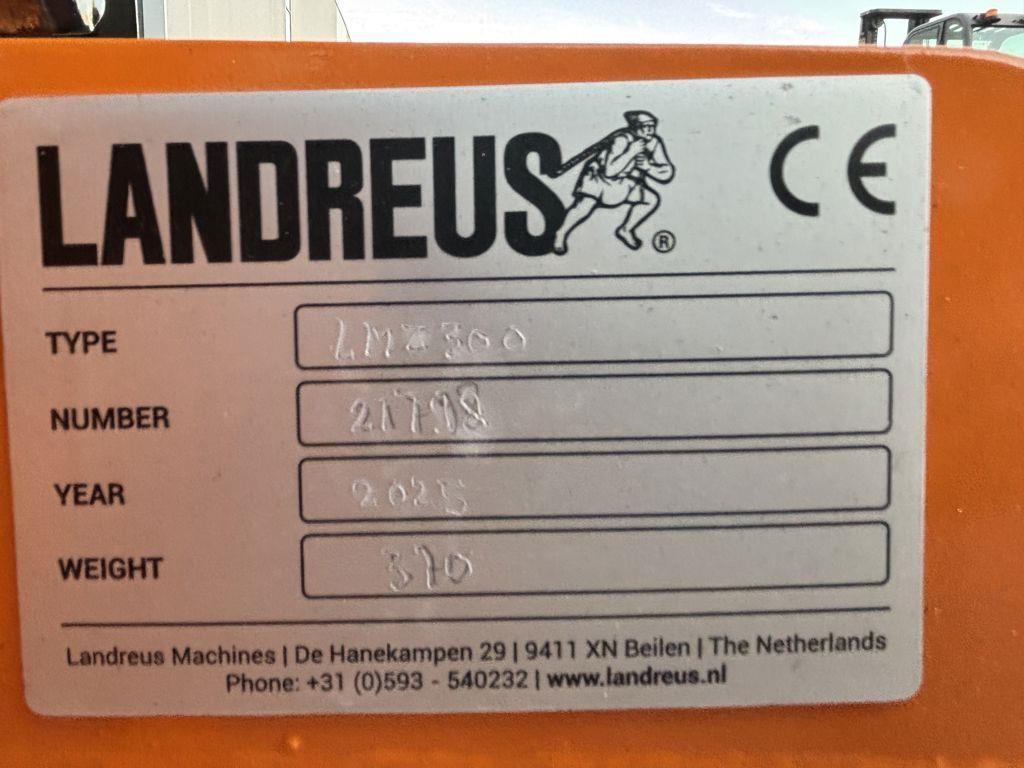 LANDREUS ®
CE
TYPE LMZ300
NUMBER 21798
YEAR 2025
WEIGHT 370
Landreus Machines | De Hanekampen 29 | 9411 XN Beilen | The Netherlands
Phone: +31 (0)593 - 540232 | www.landreus.nl